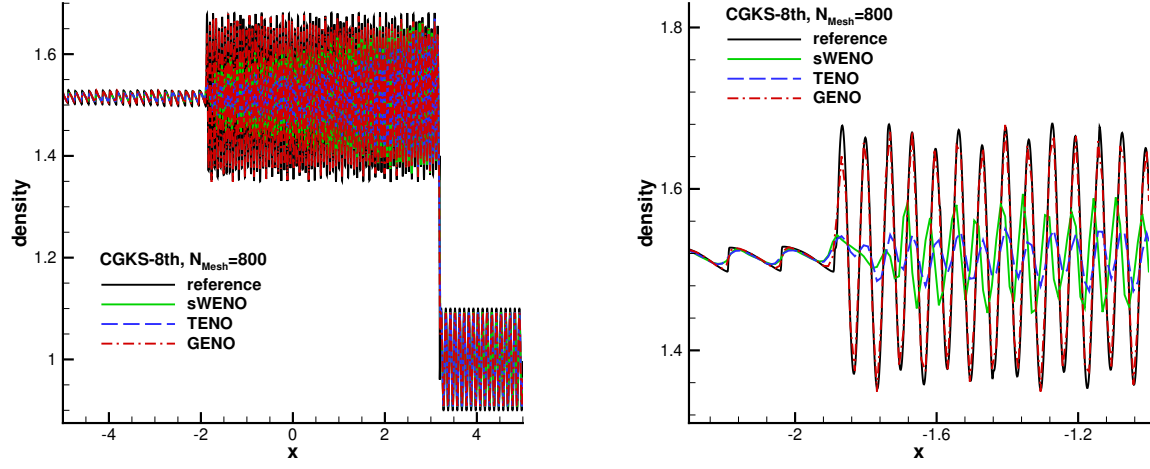 1.6
1.4
1.2
1
density
CGKS-8th, N_Mesh=800
reference
sWENO
TENO
GENO
-4
-2
0
2
4
x
1.8
1.6
1.4
density
CGKS-8th, N_Mesh=800
reference
sWENO
TENO
GENO
-2
-1.6
-1.2
x